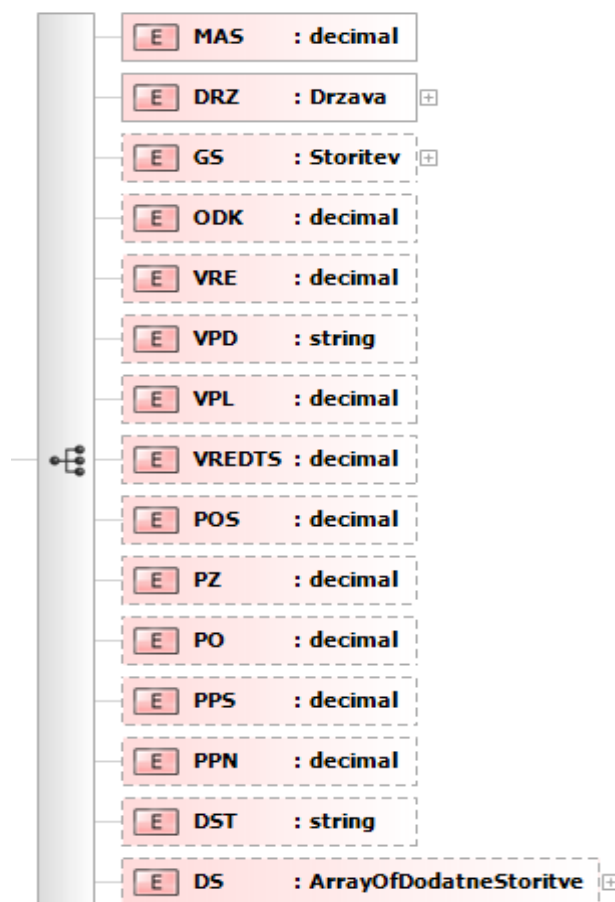 E MAS : decimal
E DRZ : Drzava
E GS : Storitev
E ODK : decimal
E VRE : decimal
E VPD : string
E VPL : decimal
E VREDTS : decimal
E POS : decimal
E PZ : decimal
E PO : decimal
E PPS : decimal
E PPN : decimal
E DST : string
E DS : ArrayOfDodatneStoritve